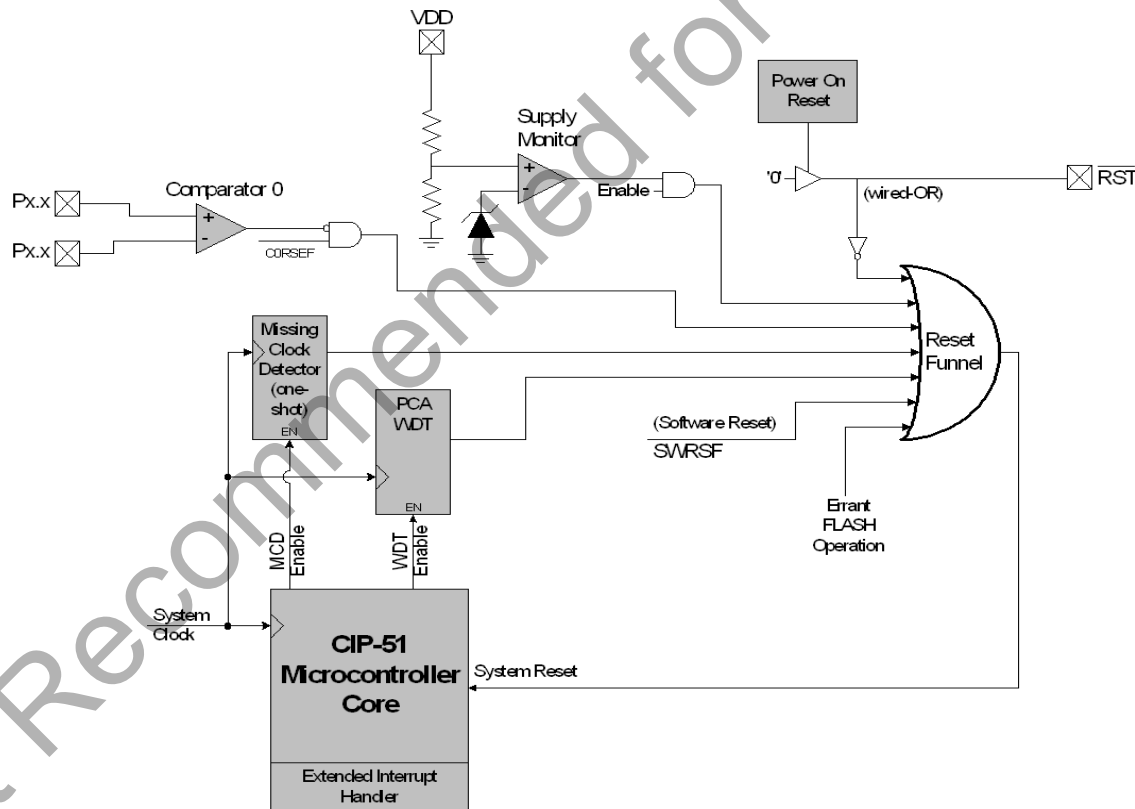 VDD
Power On
Reset
Supply
Monitor
+
-
Enable
'0'
(wired-OR)
RST
Px.x
Px.x
Comparator 0
+
-
C0RSEF
Missing
Clock
Detector
(one-
shot)
EN
PCA
WDT
EN
Reset
Funnel
(Software Reset)
SWRSF
Errant
FLASH
Operation
MCD
Enable
WDT
Enable
System
Clock
CIP-51
Microcontroller
Core
System Reset
Extended Interrupt
Handler
Recommended for